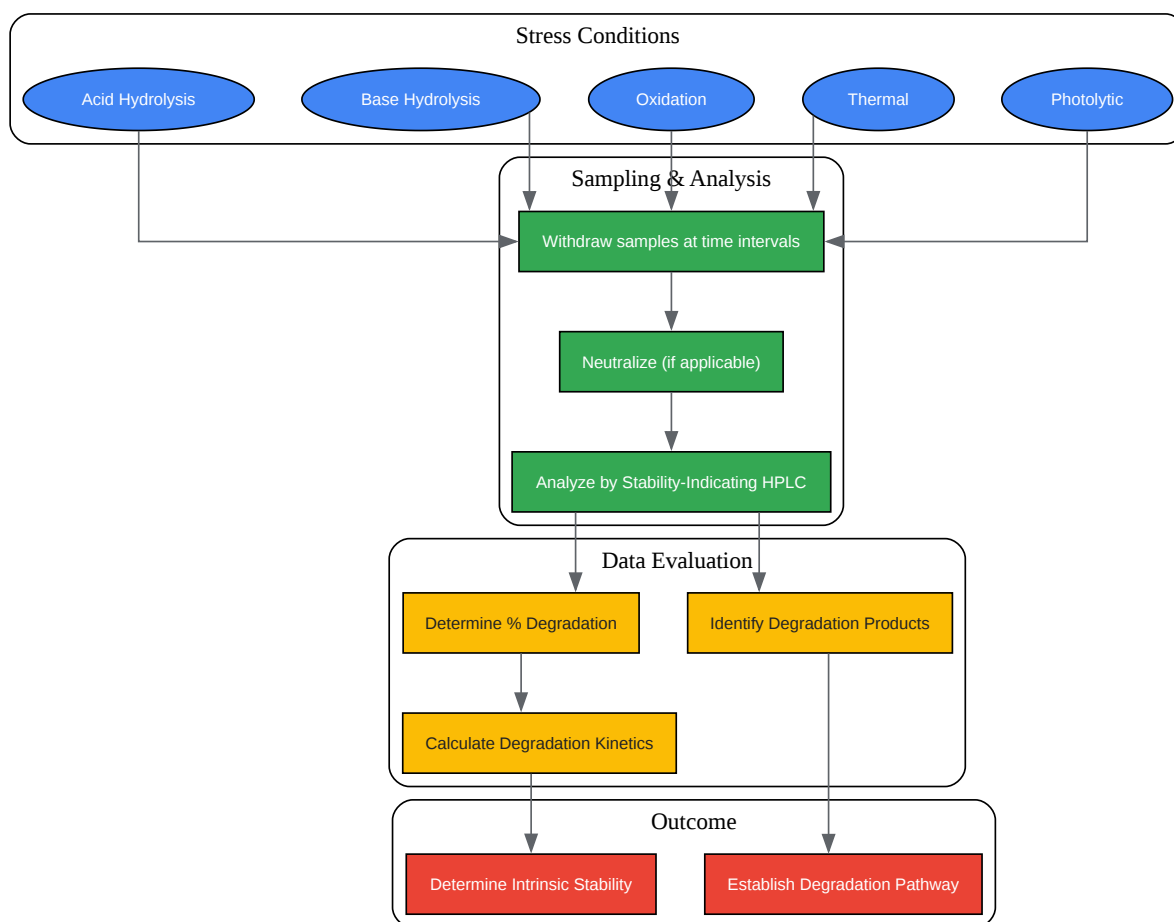 Stress Conditions
Acid Hydrolysis
Base Hydrolysis
Oxidation
Thermal
Photolytic
Sampling & Analysis
Withdraw samples at time intervals
Neutralize (if applicable)
Analyze by Stability-Indicating HPLC
Data Evaluation
Determine % Degradation
Identify Degradation Products
Calculate Degradation Kinetics
Outcome
Determine Intrinsic Stability
Establish Degradation Pathway